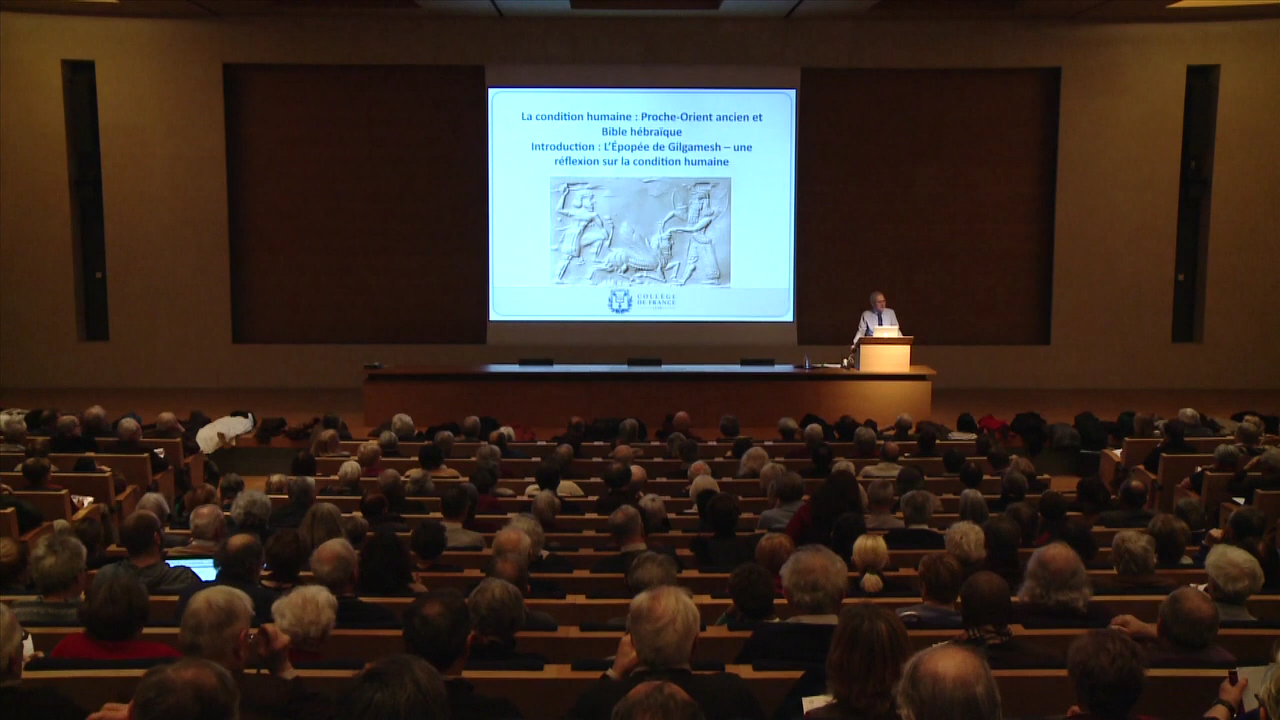 La condition humaine : Proche-Orient ancien et
Bible hébraïque
Introduction : L'Épopée de Gilgamesh – une
réflexion sur la condition humaine
COLLÈGE
DE FRANCE